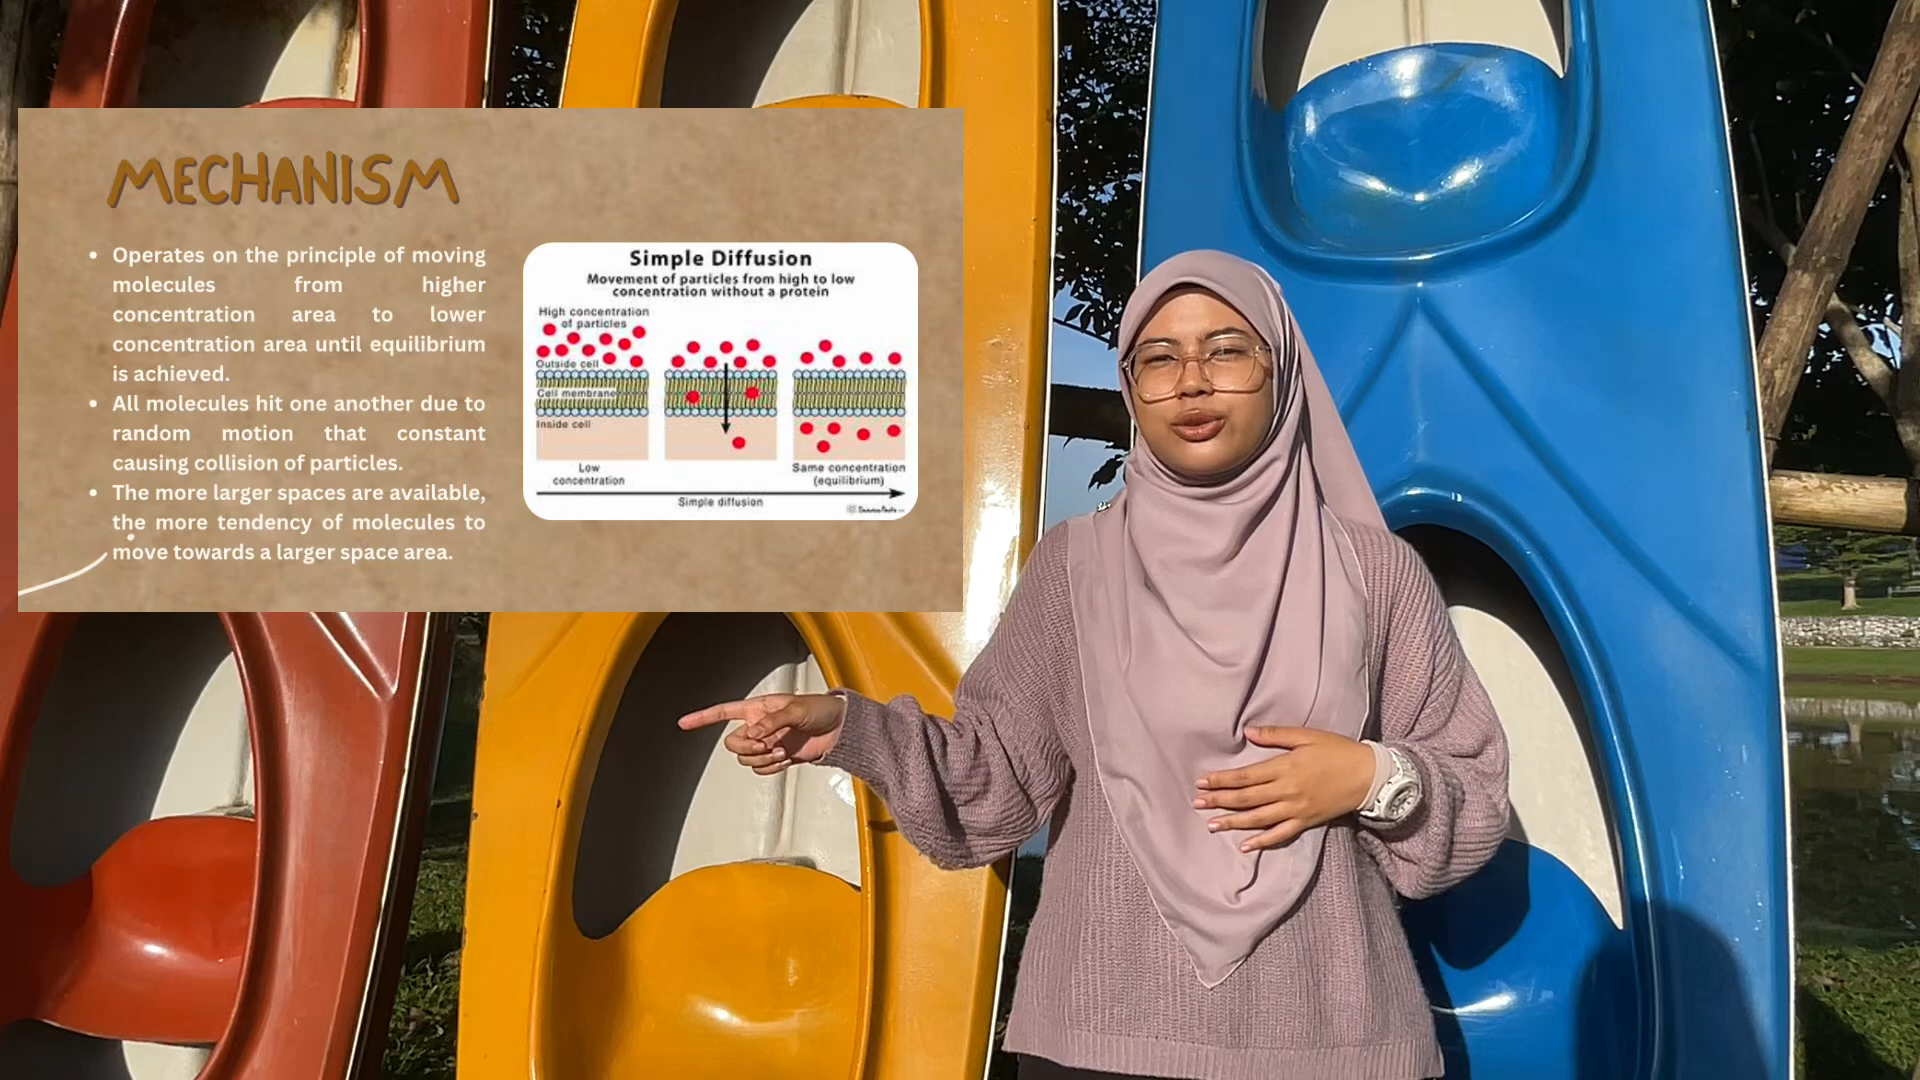 MECHANISM
Operates on the principle of moving
molecules from higher
concentration area to lower
concentration area until equilibrium
is achieved.
All molecules hit one another due to
random motion that constant
causing collision of particles.
The more larger spaces are available,
the more tendency of molecules to
move towards a larger space area.
Simple Diffusion
Movement of particles from high to low
concentration without a protein
High concentration
of particles
Outside cell
Cell membrane
Inside cell
Low
concentration
Same concentration
(equilibrium)
Simple diffusion